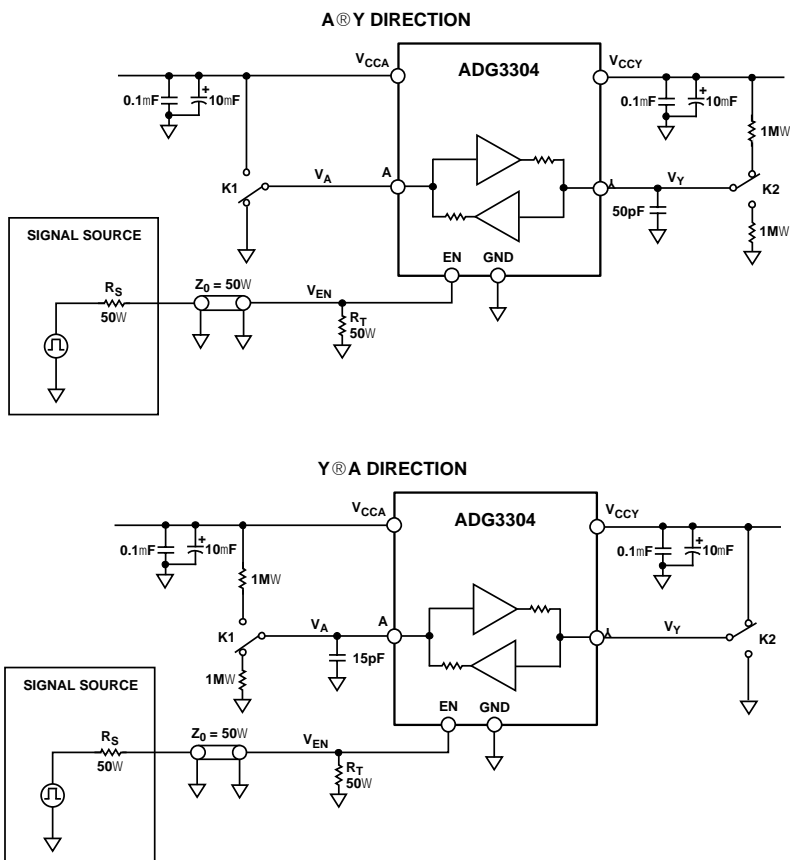 A®Y DIRECTION
VCCA
ADG3304
VCCY
0.1mF
10mF
+
0.1mF
10mF
+
1MW
K1
VA
A
VY
K2
50pF
1MW
SIGNAL SOURCE
EN
GND
RS
50W
Z0 = 50W
VEN
RT
50W
Y®A DIRECTION
VCCA
ADG3304
VCCY
0.1mF
10mF
+
0.1mF
10mF
+
1MW
K1
VA
A
VY
K2
15pF
1MW
SIGNAL SOURCE
EN
GND
RS
50W
Z0 = 50W
VEN
RT
50W